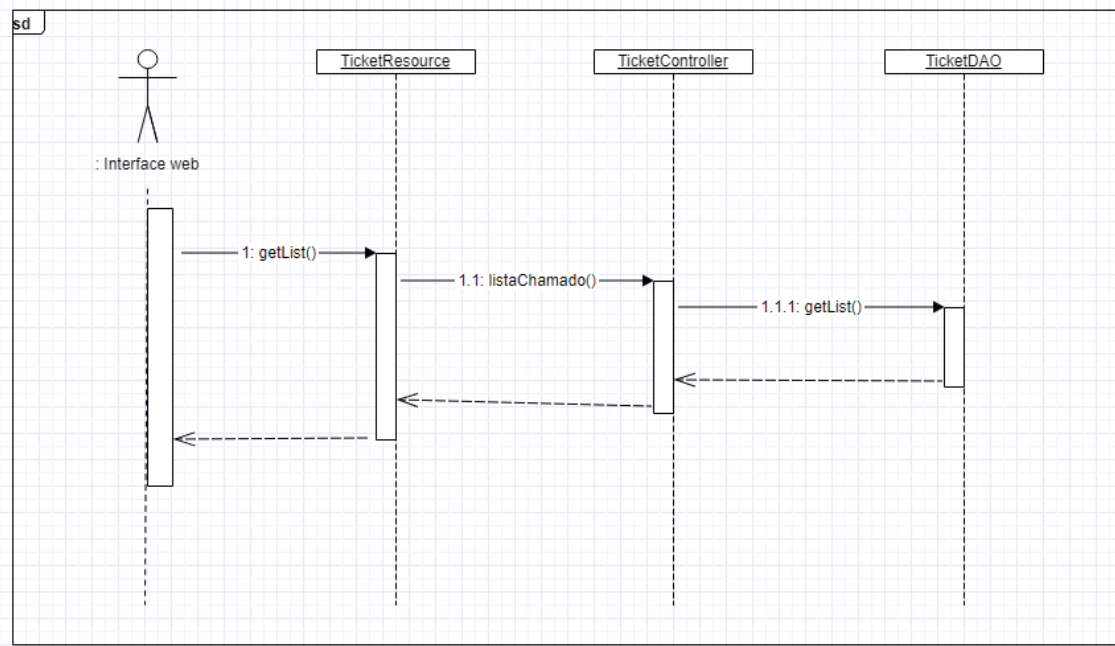 sd
TicketResource
TicketController
TicketDAO
: Interface web
1: getList()
1.1: listaChamado()
1.1.1: getList()